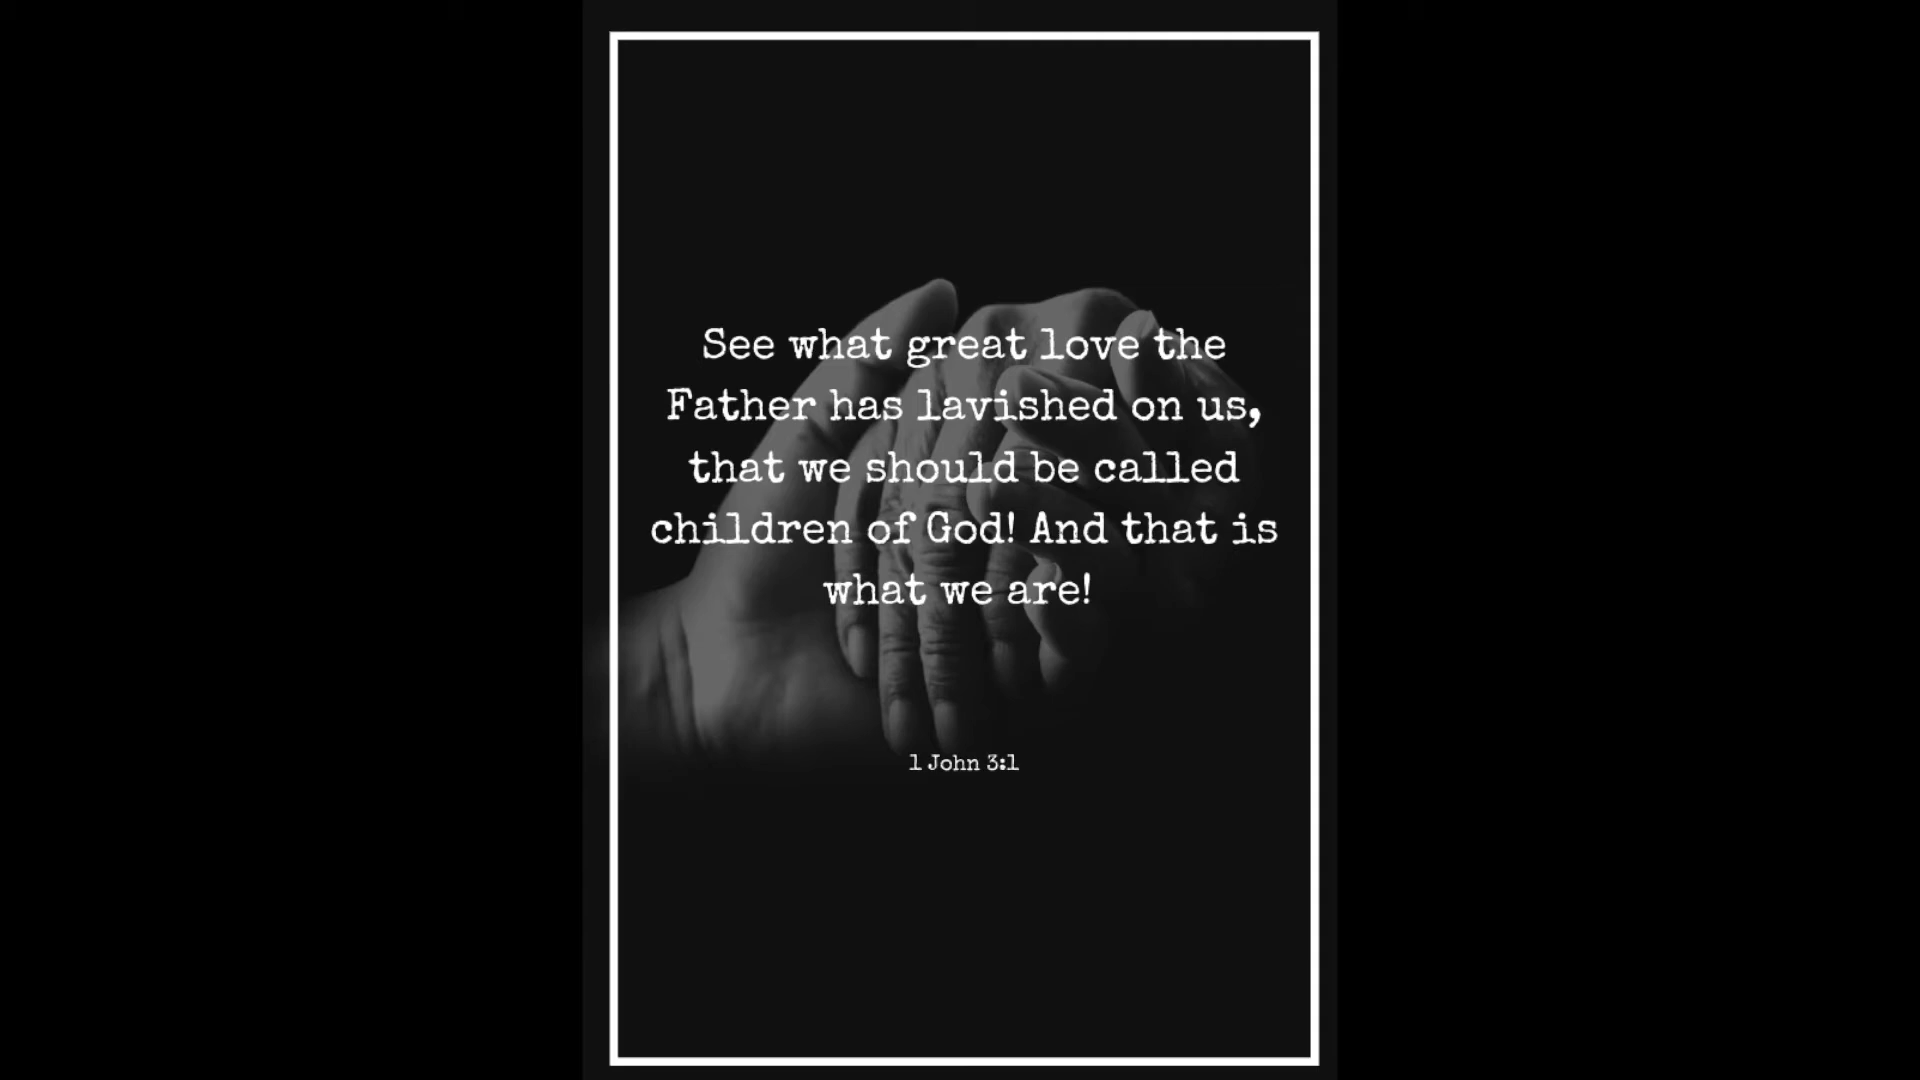 See what great love the
Father has lavished on us,
that we should be called
children of God! And that is
what we are!
1 John 3:1